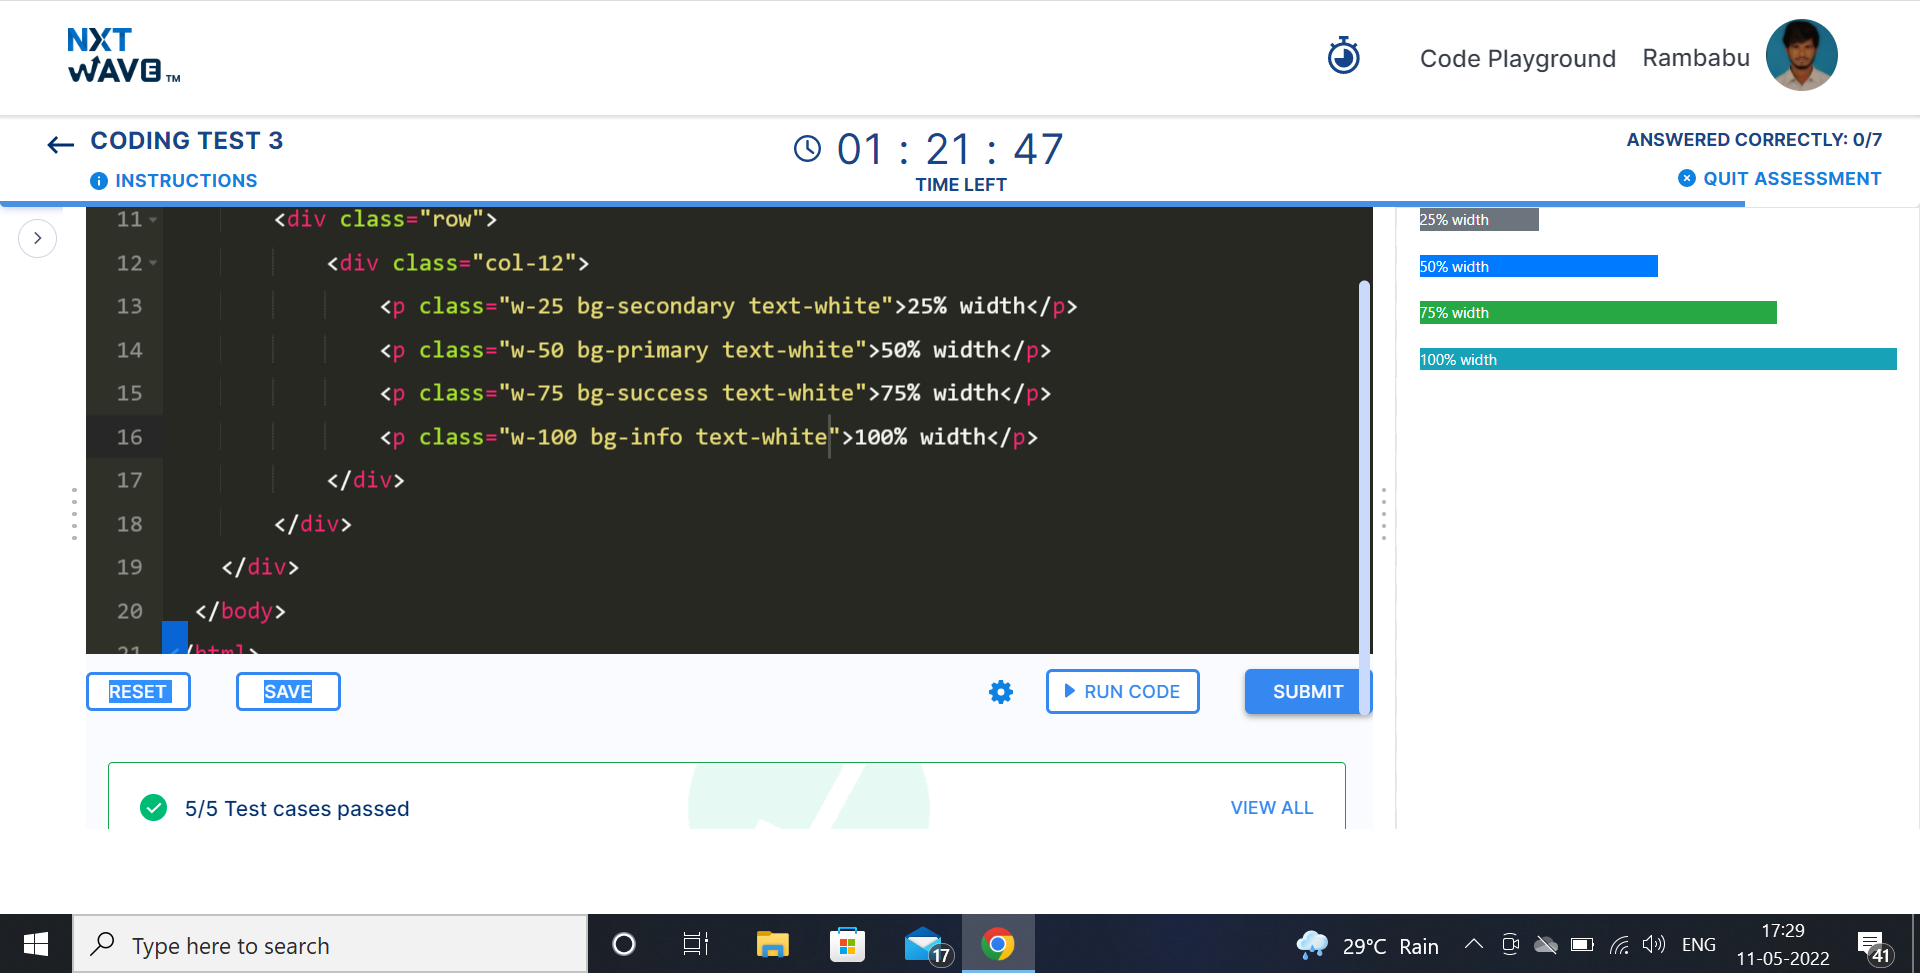 NXT
WAVE TM
Code Playground
Rambabu
CODING TEST 3
INSTRUCTIONS
01 : 21 : 47
TIME LEFT
ANSWERED CORRECTLY: 0/7
QUIT ASSESSMENT
11 <div class="row">
12 <div class="col-12">
13 <p class="w-25 bg-secondary text-white">25% width</p>
14 <p class="w-50 bg-primary text-white">50% width</p>
15 <p class="w-75 bg-success text-white">75% width</p>
16 <p class="w-100 bg-info text-white">100% width</p>
17 </div>
18 </div>
19 </div>
20 </body>
21 </html>
RESET
SAVE
RUN CODE
SUBMIT
5/5 Test cases passed
VIEW ALL
25% width
50% width
75% width
100% width
Type here to search
17
29°C Rain
ENG
17:29
11-05-2022
41